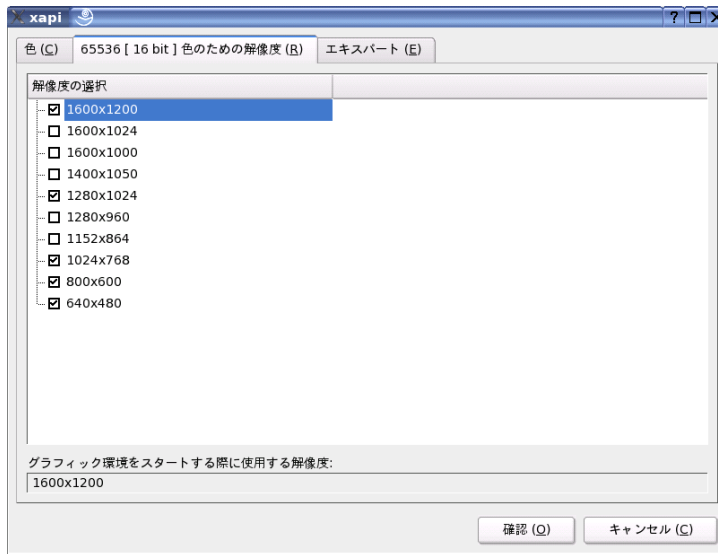 xapi
色 (C) 65536 [ 16 bit ] 色のための解像度 (R) エキスパート (E)
解像度の選択
1600x1200
1600x1024
1600x1000
1400x1050
1280x1024
1280x960
1152x864
1024x768
800x600
640x480
グラフィック環境をスタートする際に使用する解像度:
1600x1200
確認 (O) キャンセル (C)